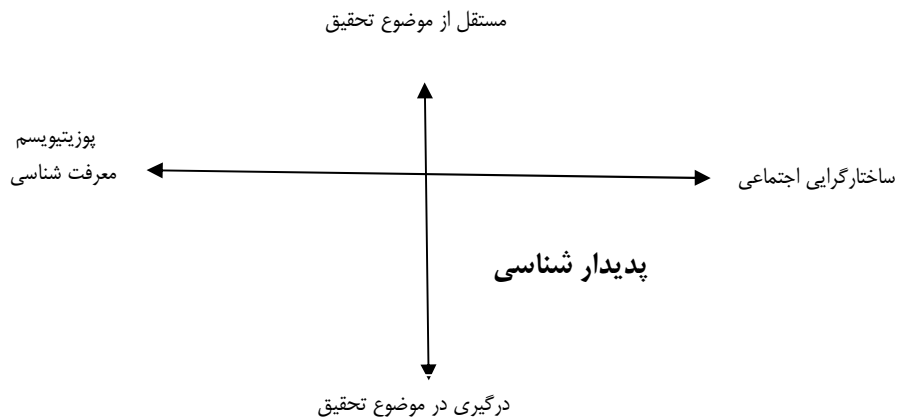 مستقل از موضوع تحقیق
پوزیتیویسم
معرفت شناسی
ساختارگرایی اجتماعی
پدیدار شناسی
درگیری در موضوع تحقیق